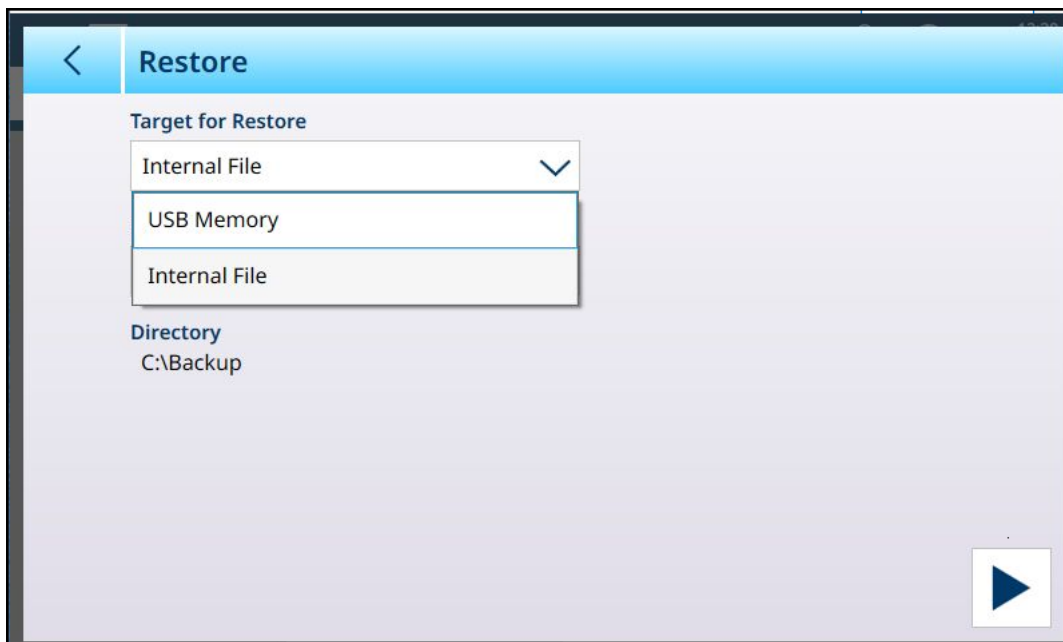 Restore
Target for Restore
Internal File
USB Memory
Internal File
Directory
C:\Backup